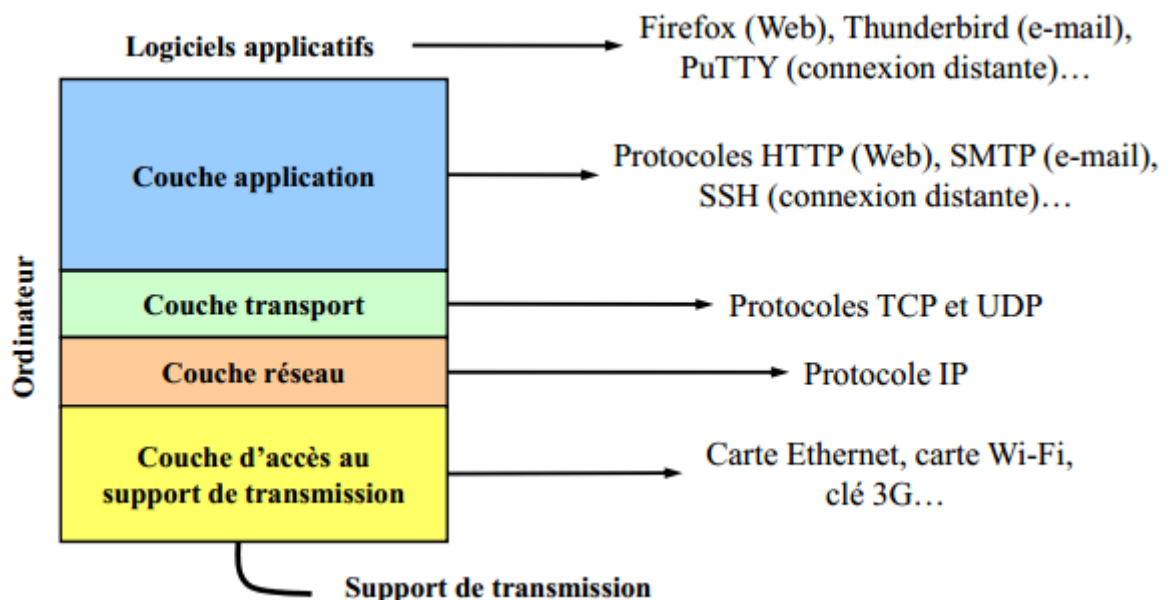 Logiciels applicatifs
Firefox (Web), Thunderbird (e-mail),
PuTTY (connexion distante)…
Ordinateur
Couche application
Protocoles HTTP (Web), SMTP (e-mail),
SSH (connexion distante)…
Couche transport
Protocoles TCP et UDP
Couche réseau
Protocole IP
Couche d’accès au
support de transmission
Carte Ethernet, carte Wi-Fi,
clé 3G…
Support de transmission